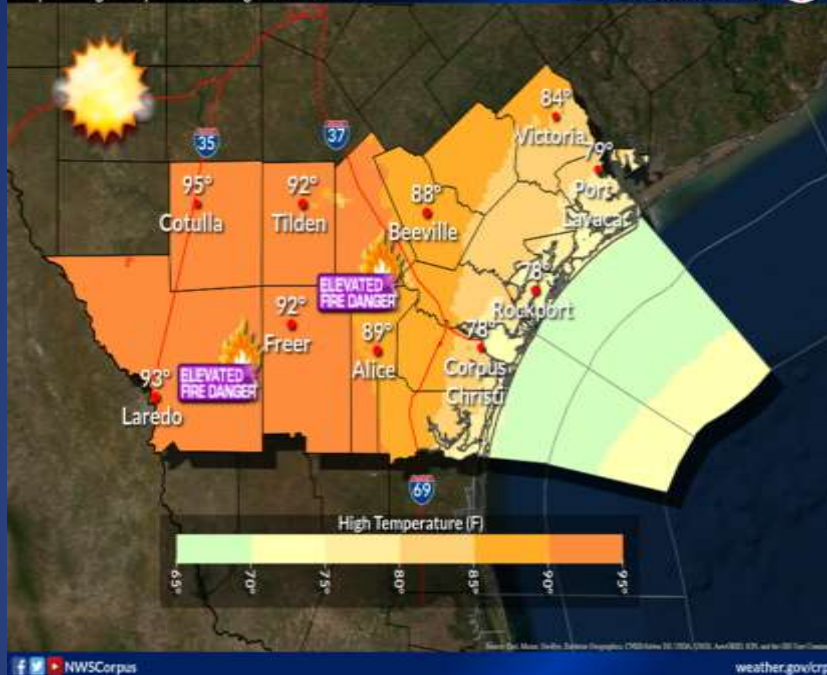 84°
Victoria
35
37
79°
Port
Lavaca
95°
Cotulla
92°
Tilden
88°
Beeville
ELEVATED
FIRE DANGER
78°
Rockport
92°
Freer
89°
Alice
78°
Corpus
Christi
ELEVATED
FIRE DANGER
93°
Laredo
69
High Temperature (F)
65° 70° 75° 80° 85° 90° 95°
NWSCorpus
weather.gov/crp